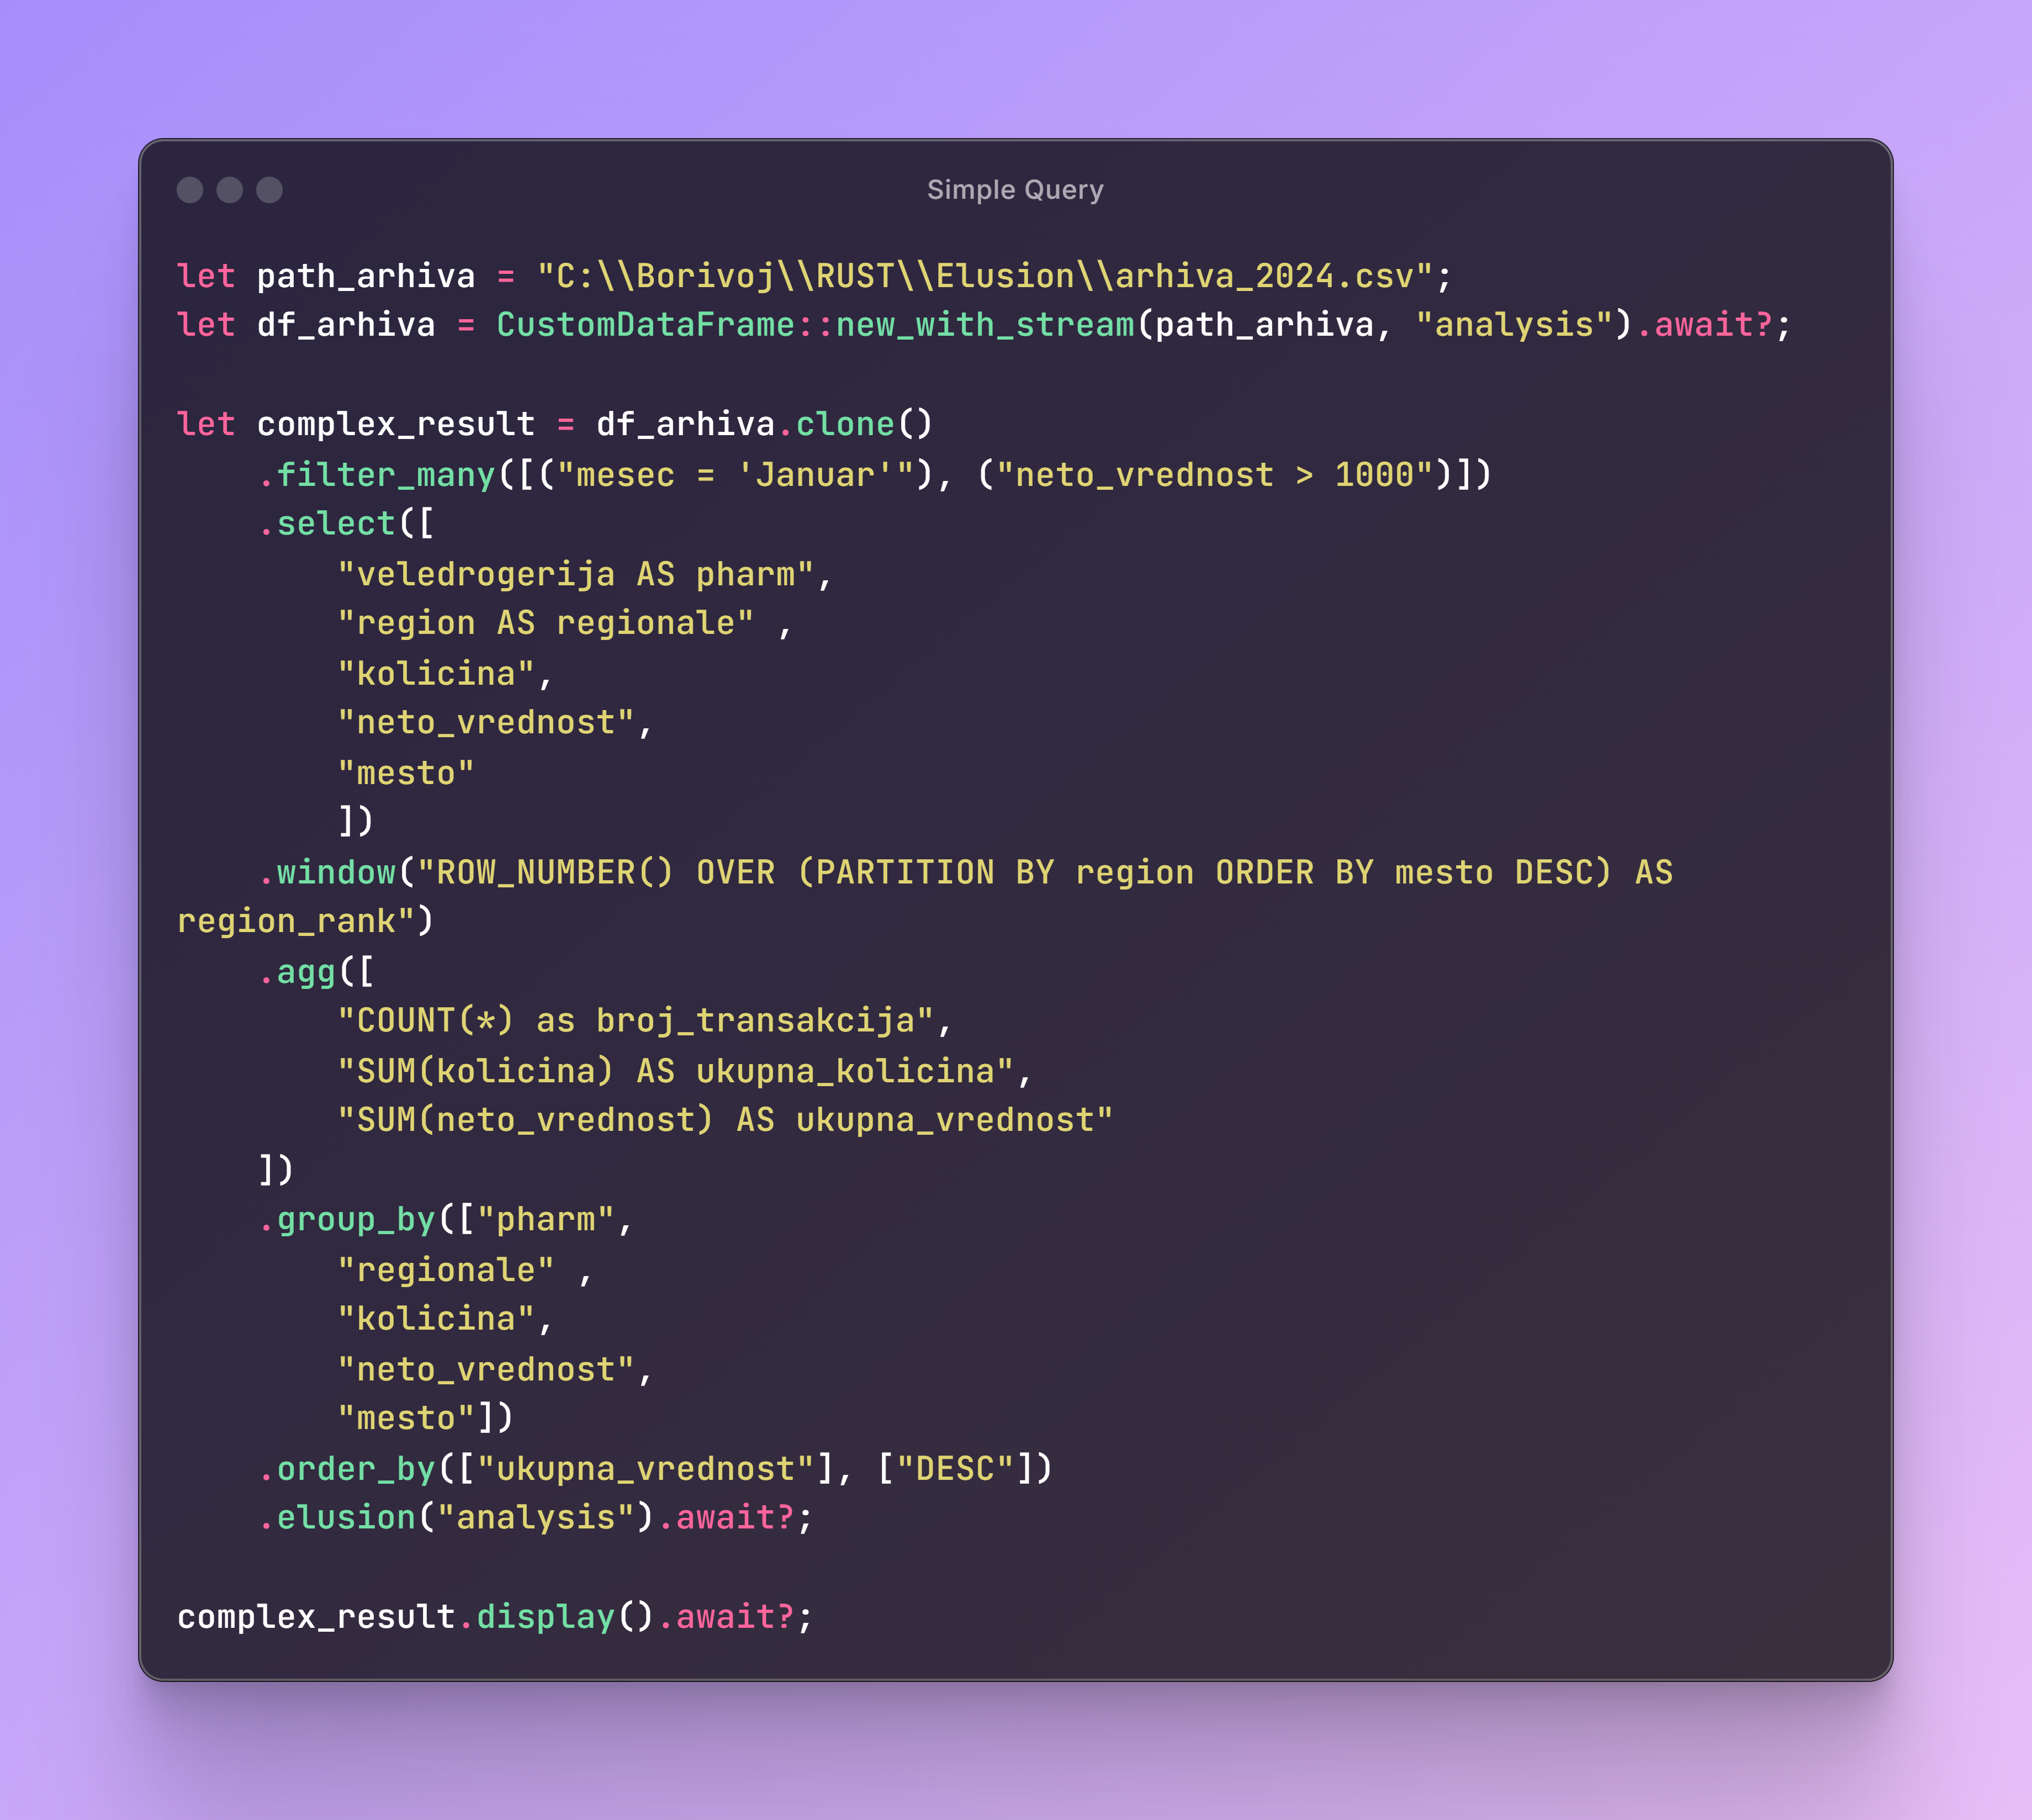 Simple Query
let path_arhiva = "C:\\Borivoj\\RUST\\Elusion\\arhiva_2024.csv";
let df_arhiva = CustomDataFrame::new_with_stream(path_arhiva, "analysis").await?;
let complex_result = df_arhiva.clone()
    .filter_many([("mesec = 'Januar'"), ("neto_vrednost > 1000")])
    .select([
        "veledrogerija AS pharm",
        "region AS regionale" ,
        "kolicina",
        "neto_vrednost",
        "mesto"
        ])
    .window("ROW_NUMBER() OVER (PARTITION BY region ORDER BY mesto DESC) AS
region_rank")
    .agg([
        "COUNT(*) as broj_transakcija",
        "SUM(kolicina) AS ukupna_kolicina",
        "SUM(neto_vrednost) AS ukupna_vrednost"
    ])
    .group_by(["pharm",
        "regionale" ,
        "kolicina",
        "neto_vrednost",
        "mesto"])
    .order_by(["ukupna_vrednost"], ["DESC"])
    .elusion("analysis").await?;
complex_result.display().await?;